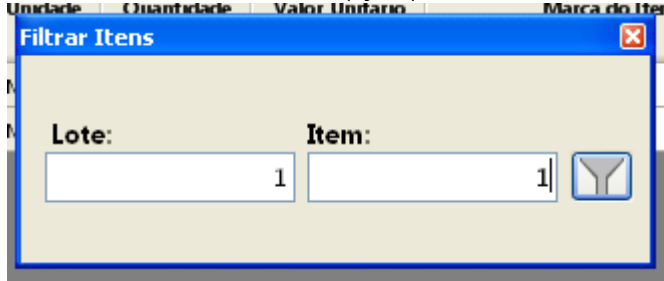 Unidade Quantidade Valor Unitário Marca do Ite
Filtrar Itens
Lote: Item:
1 1